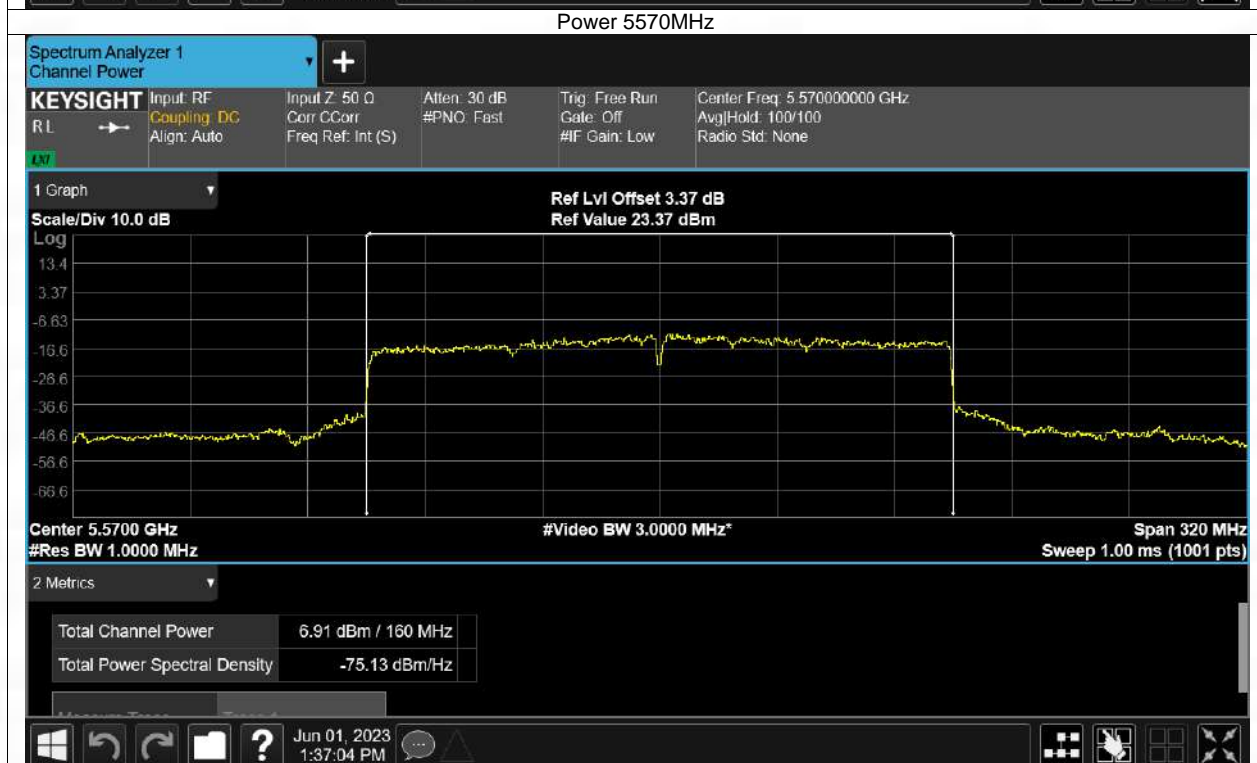 Power 5570MHz
Spectrum Analyzer 1
Channel Power
+
KEYSIGHT
RL
LXI
Input: RF
Coupling: DC
Align: Auto
Input Z: 50 Ω
Corr CCorr
Freq Ref: Int (S)
Atten: 30 dB
#PNO: Fast
Trig: Free Run
Gate: Off
#IF Gain: Low
Center Freq: 5.570000000 GHz
Avg|Hold: 100/100
Radio Std: None
1 Graph
Scale/Div 10.0 dB
Ref Lvl Offset 3.37 dB
Ref Value 23.37 dBm
Log
13.4
3.37
-6.63
-16.6
-26.6
-36.6
-46.6
-56.6
-66.6
Center 5.5700 GHz
#Res BW 1.0000 MHz
#Video BW 3.0000 MHz*
Span 320 MHz
Sweep 1.00 ms (1001 pts)
2 Metrics
Total Channel Power 6.91 dBm / 160 MHz
Total Power Spectral Density -75.13 dBm/Hz
?
Jun 01, 2023
1:37:04 PM